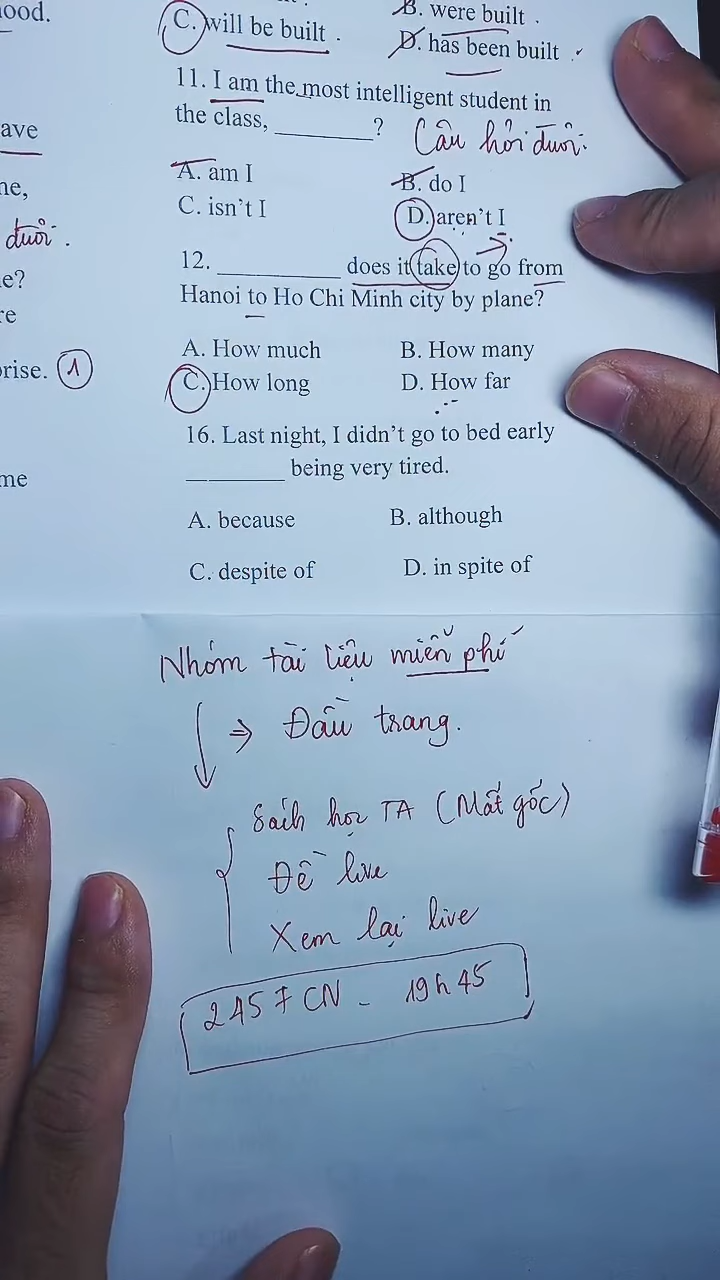 ood.
ave
ne,
đuôi.
e?
re
prise. 1
me
B. were built.
C. will be built.
D. has been built
11. I am the most intelligent student in
the class, ________? Câu hỏi đuôi:
A. am I
B. do I
C. isn't I
D. aren't I
12. __________ does it take to go from
Hanoi to Ho Chi Minh city by plane?
A. How much
B. How many
C. How long
D. How far
16. Last night, I didn't go to bed early
________ being very tired.
A. because
B. although
C. despite of
D. in spite of
Nhóm tài liệu miễn phí
⇒ Đầu trang.
Sách học TA (Mất gốc)
Đề live
Xem lại live
2457CN - 19h45